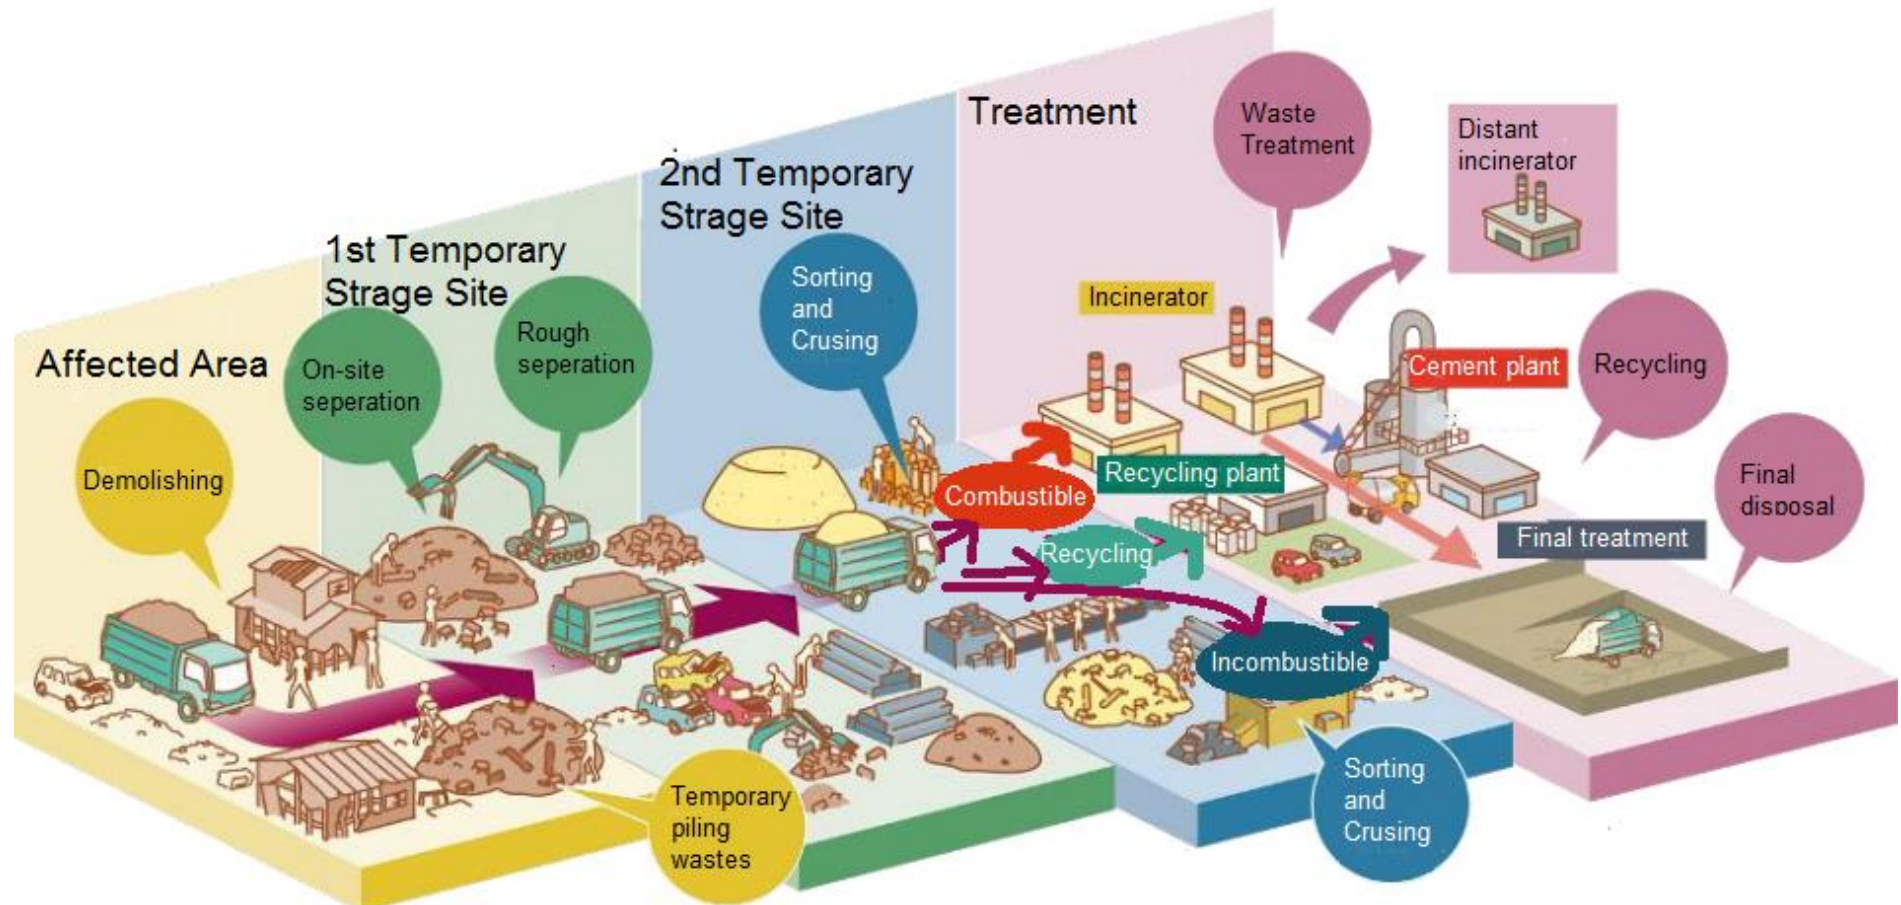 Affected Area
Demolishing
Temporary
piling
wastes
1st Temporary
Strage Site
On-site
seperation
Rough
seperation
2nd Temporary
Strage Site
Sorting
and
Crusing
Combustible
Recycling
Incombustible
Sorting
and
Crusing
Treatment
Waste
Treatment
Distant
incinerator
Incinerator
Cement plant
Recycling
Recycling plant
Final treatment
Final
disposal